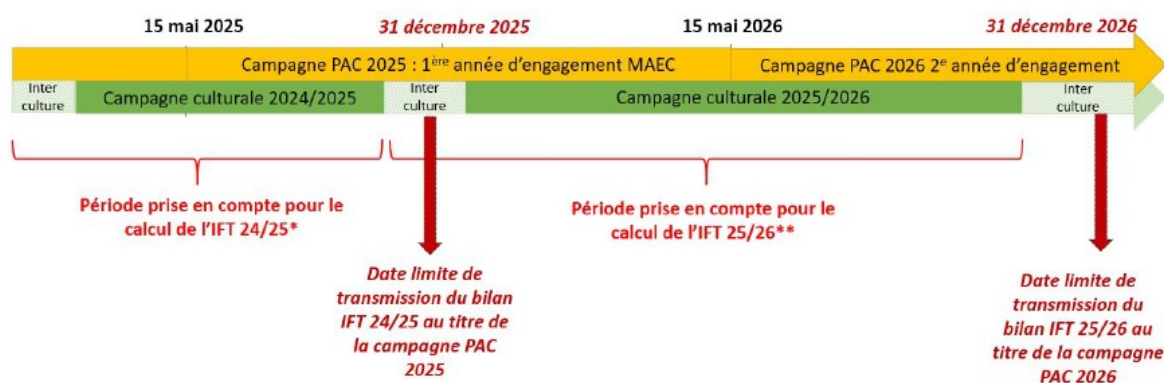 15 mai 2025
31 décembre 2025
15 mai 2026
31 décembre 2026
Campagne PAC 2025 : 1ère année d'engagement MAEC
Campagne PAC 2026 2e année d'engagement
Inter
culture
Campagne culturale 2024/2025
Inter
culture
Campagne culturale 2025/2026
Inter
culture
Période prise en compte pour le
calcul de l'IFT 24/25*
Période prise en compte pour le
calcul de l'IFT 25/26**
Date limite de
transmission du bilan
IFT 24/25 au titre de
la campagne PAC
2025
Date limite de
transmission du
bilan IFT 25/26 au
titre de la campagne
PAC 2026